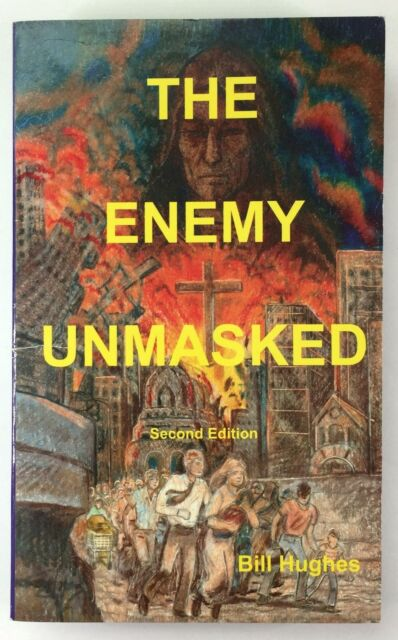 THE
ENEMY
UNMASKED
Second Edition
Bill Hughes